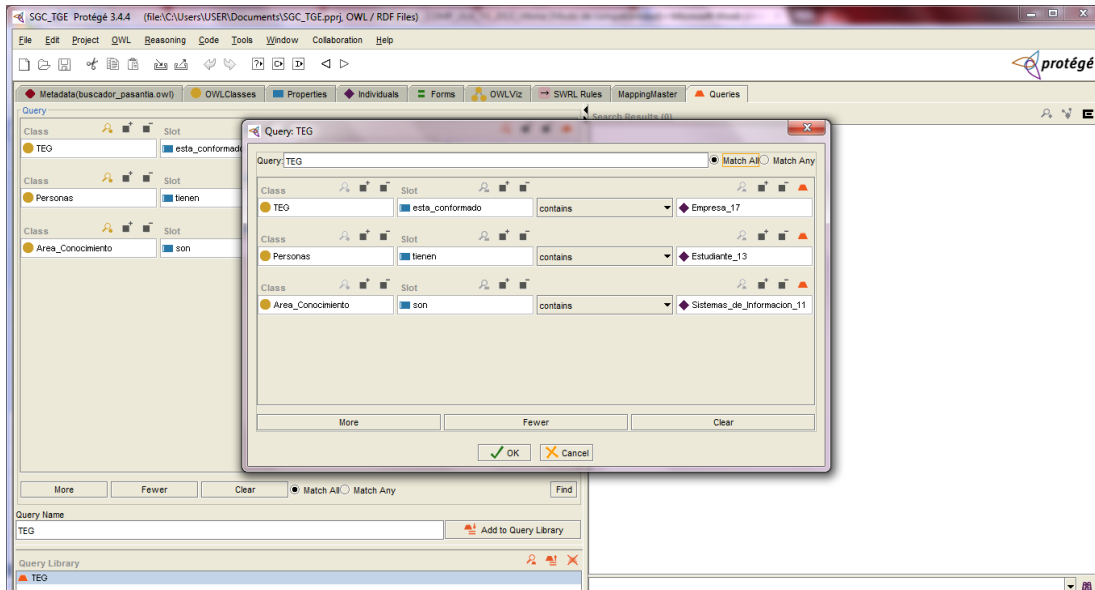 SGC_TGE Protégé 3.4.4 (file:\C:\Users\USER\Documents\SGC_TGE.pprj, OWL / RDF Files)
File Edit Project OWL Reasoning Code Tools Window Collaboration Help
protégé
Metadata(buscador_pasantia.owl) OWLClasses Properties Individuals Forms OWLViz SWRL Rules MappingMaster Queries
Query
Search Results (0)
Class Slot
TEG esta_conformado
Class
Personas tienen
Class
Area_Conocimiento son
Query: TEG
Query: TEG Match All Match Any
Class Slot
TEG esta_conformado contains Empresa_17
Class Slot
Personas tienen contains Estudiante_13
Class Slot
Area_Conocimiento son contains Sistemas_de_Informacion_11
More Fewer Clear
OK Cancel
More Fewer Clear Match All Match Any Find
Query Name
TEG Add to Query Library
Query Library
TEG